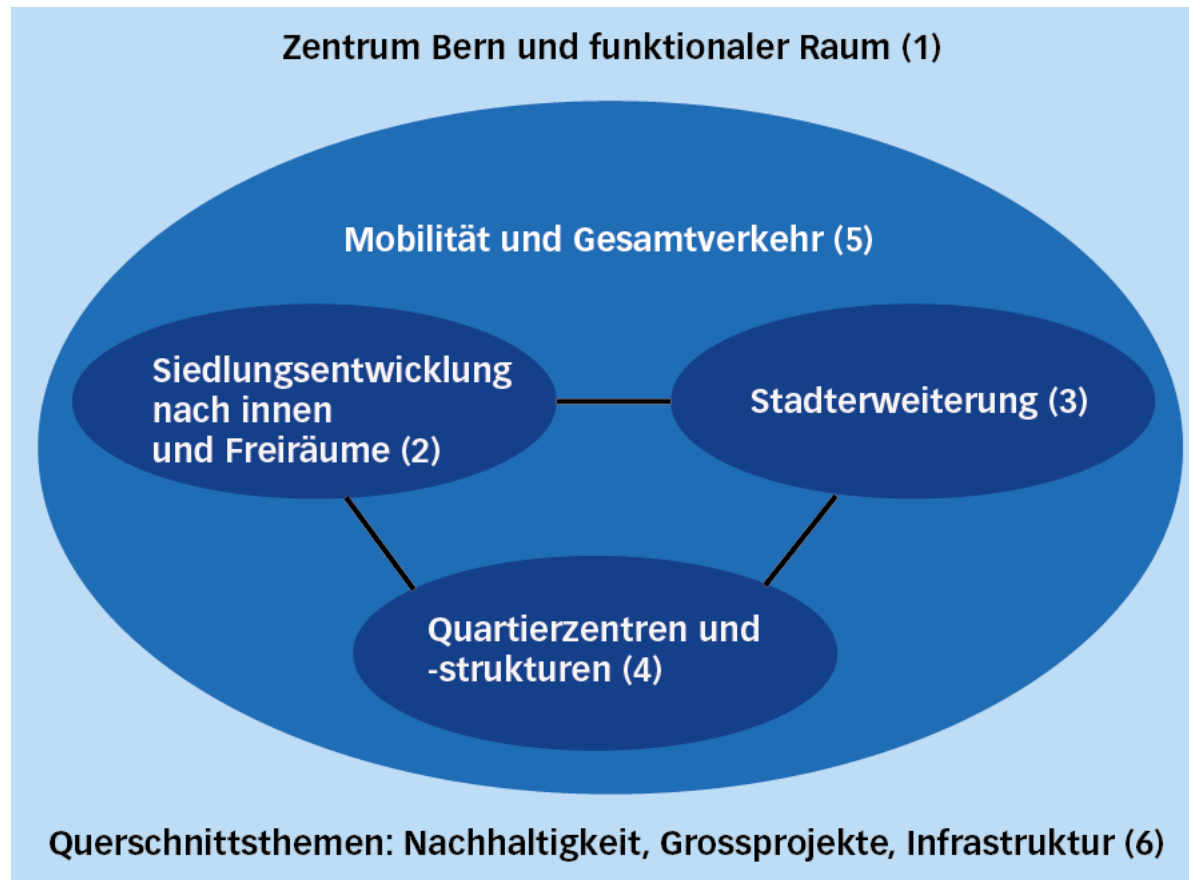 Zentrum Bern und funktionaler Raum (1)
Mobilität und Gesamtverkehr (5)
Siedlungsentwicklung
nach innen
und Freiräume (2)
Stadterweiterung (3)
Quartierzentren und
-strukturen (4)
Querschnittsthemen: Nachhaltigkeit, Grossprojekte, Infrastruktur (6)